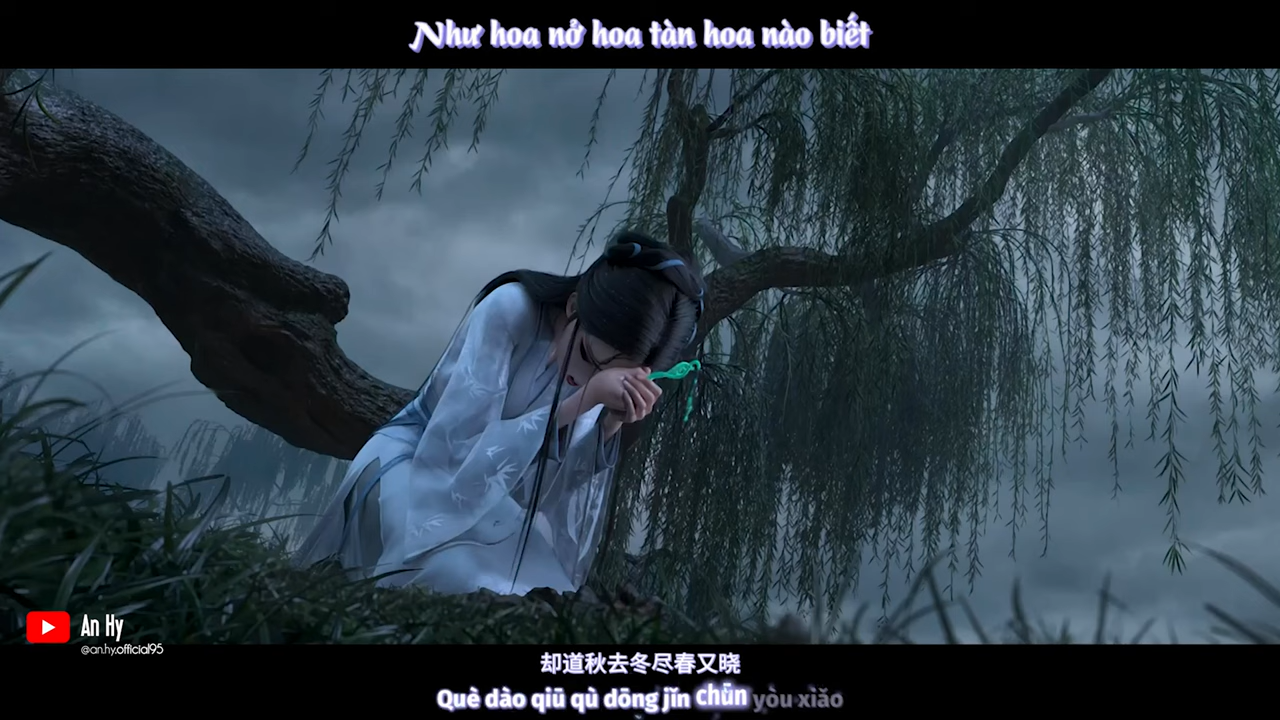 Như hoa nở hoa tàn hoa nào biết
An Hy
@an.hy.official95
却道秋去冬尽春又晓
Què dào qiū qù dōng jǐn chūn yòu xiǎo